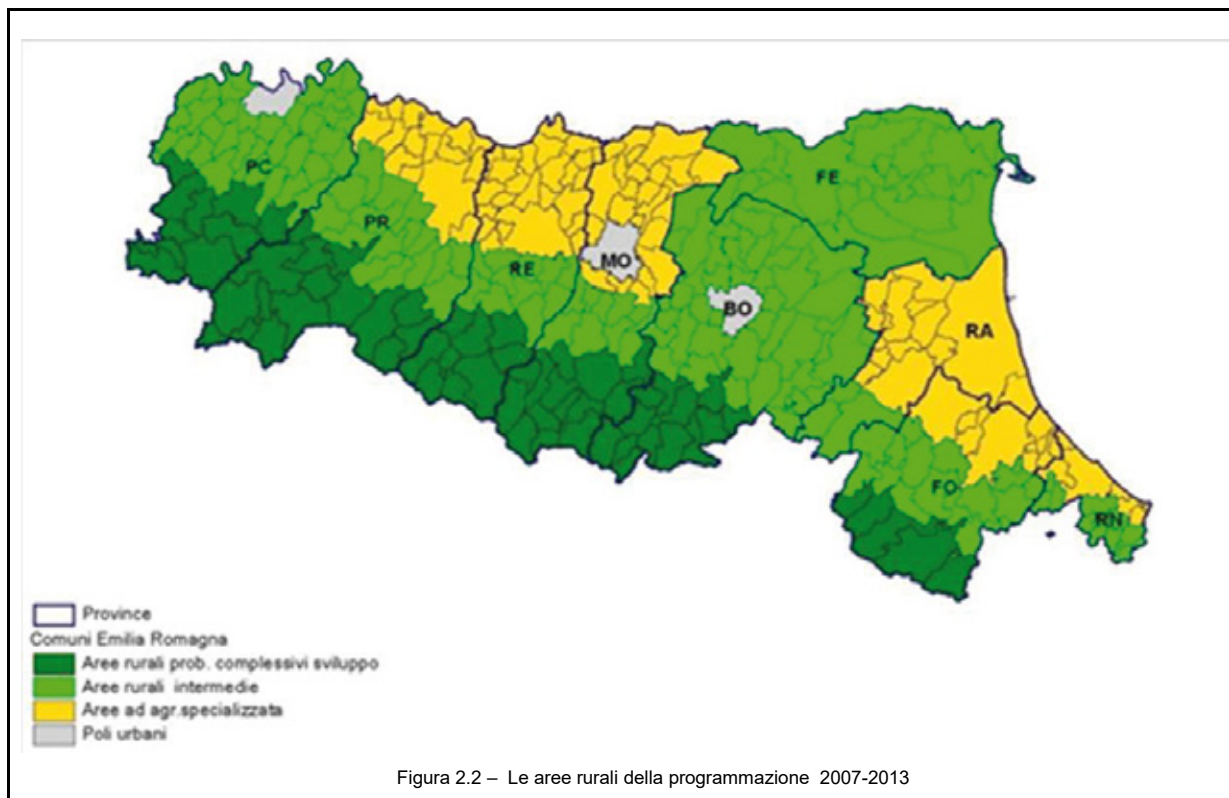 PC
PR
RE
MO
BO
FE
RA
FO
RN
Province
Comuni Emilia Romagna
Aree rurali prob. complessivi sviluppo
Aree rurali intermedie
Aree ad agr.specializzata
Poli urbani
Figura 2.2 – Le aree rurali della programmazione 2007-2013